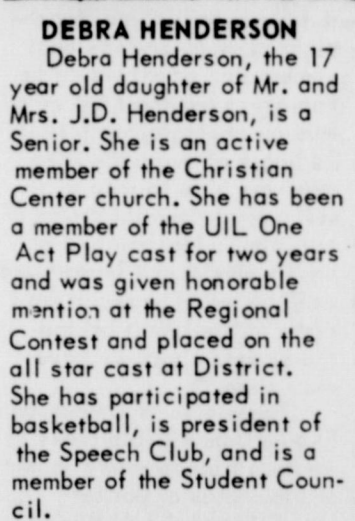 DEBRA HENDERSON
Debra Henderson, the 17
year old daughter of Mr. and
Mrs. J.D. Henderson, is a
Senior. She is an active
member of the Christian
Center church. She has been
a member of the UIL One
Act Play cast for two years
and was given honorable
mention at the Regional
Contest and placed on the
all star cast at District.
She has participated in
basketball, is president of
the Speech Club, and is a
member of the Student Coun-
cil.